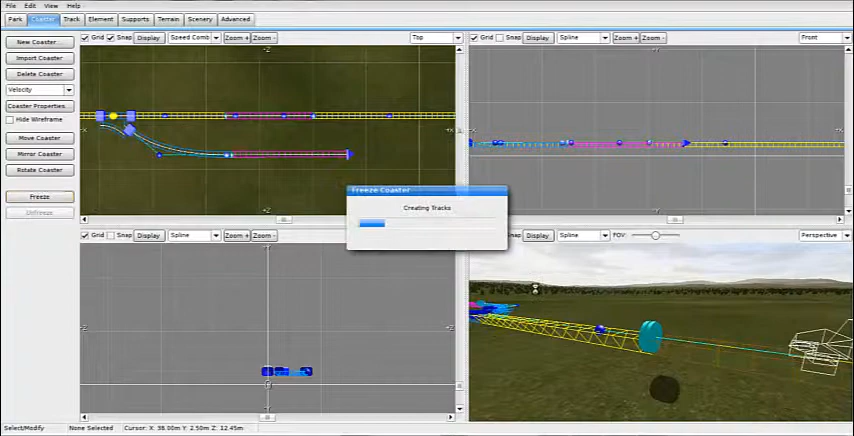 File Edit View Help
Park Coaster Track Element Supports Terrain Scenery Advanced
New Coaster...
Import Coaster
Delete Coaster
Velocity
Coaster Properties...
Hide Wireframe
Move Coaster
Mirror Coaster
Rotate Coaster
Freeze
Unfreeze
Grid Snap Display Speed Comb Zoom + Zoom - Top
Grid Snap Display Spline Zoom + Zoom - Front
Freeze Coaster
Creating Tracks
Grid Snap Display Spline Zoom + Zoom -
Snap Display Spline FOV: Perspective
Select/Modify None Selected Cursor: X: 38.00m Y: 2.50m Z: 12.45m